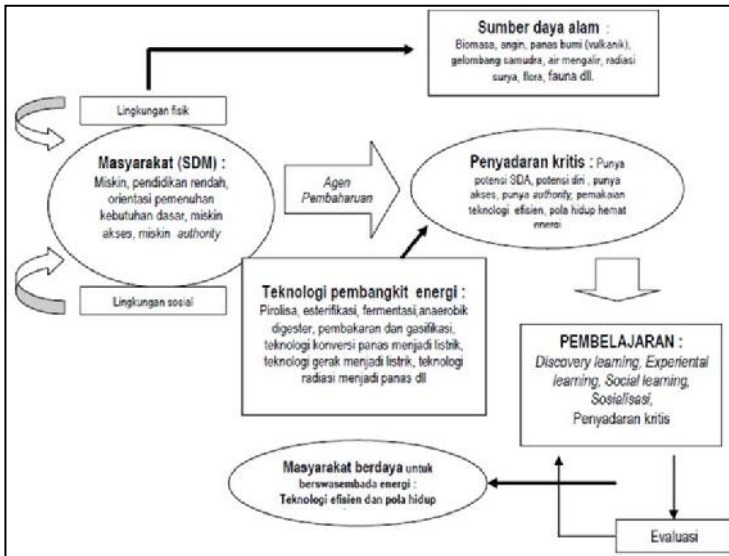 Sumber daya alam :
Biomasa, angin, panas bumi (vulkanik),
gelombang samudra, air mengalir, radiasi
surya, flora, fauna dll.
Lingkungan fisik
Masyarakat (SDM) :
Miskin, pendidikan rendah,
orientasi pemenuhan
kebutuhan dasar, miskin
akses, miskin authority
Lingkungan sosial
Agen
Pembaharuan
Penyadaran kritis : Punya
potensi SDA, potensi diri , punya
akses, punya authority, pemakaian
teknologi efisien, pola hidup hemat
energi
Teknologi pembangkit energi :
Pirolisa, esterifikasi, fermentasi,anaerobik
digester, pembakaran dan gasifikasi,
teknologi konversi panas menjadi listrik,
teknologi gerak menjadi listrik, teknologi
radiasi menjadi panas dll
PEMBELAJARAN :
Discovery learning, Experiental
learning, Social learning,
Sosialisasi,
Penyadaran kritis
Masyarakat berdaya untuk
berswasembada energi :
Teknologi efisien dan pola hidup
Evaluasi